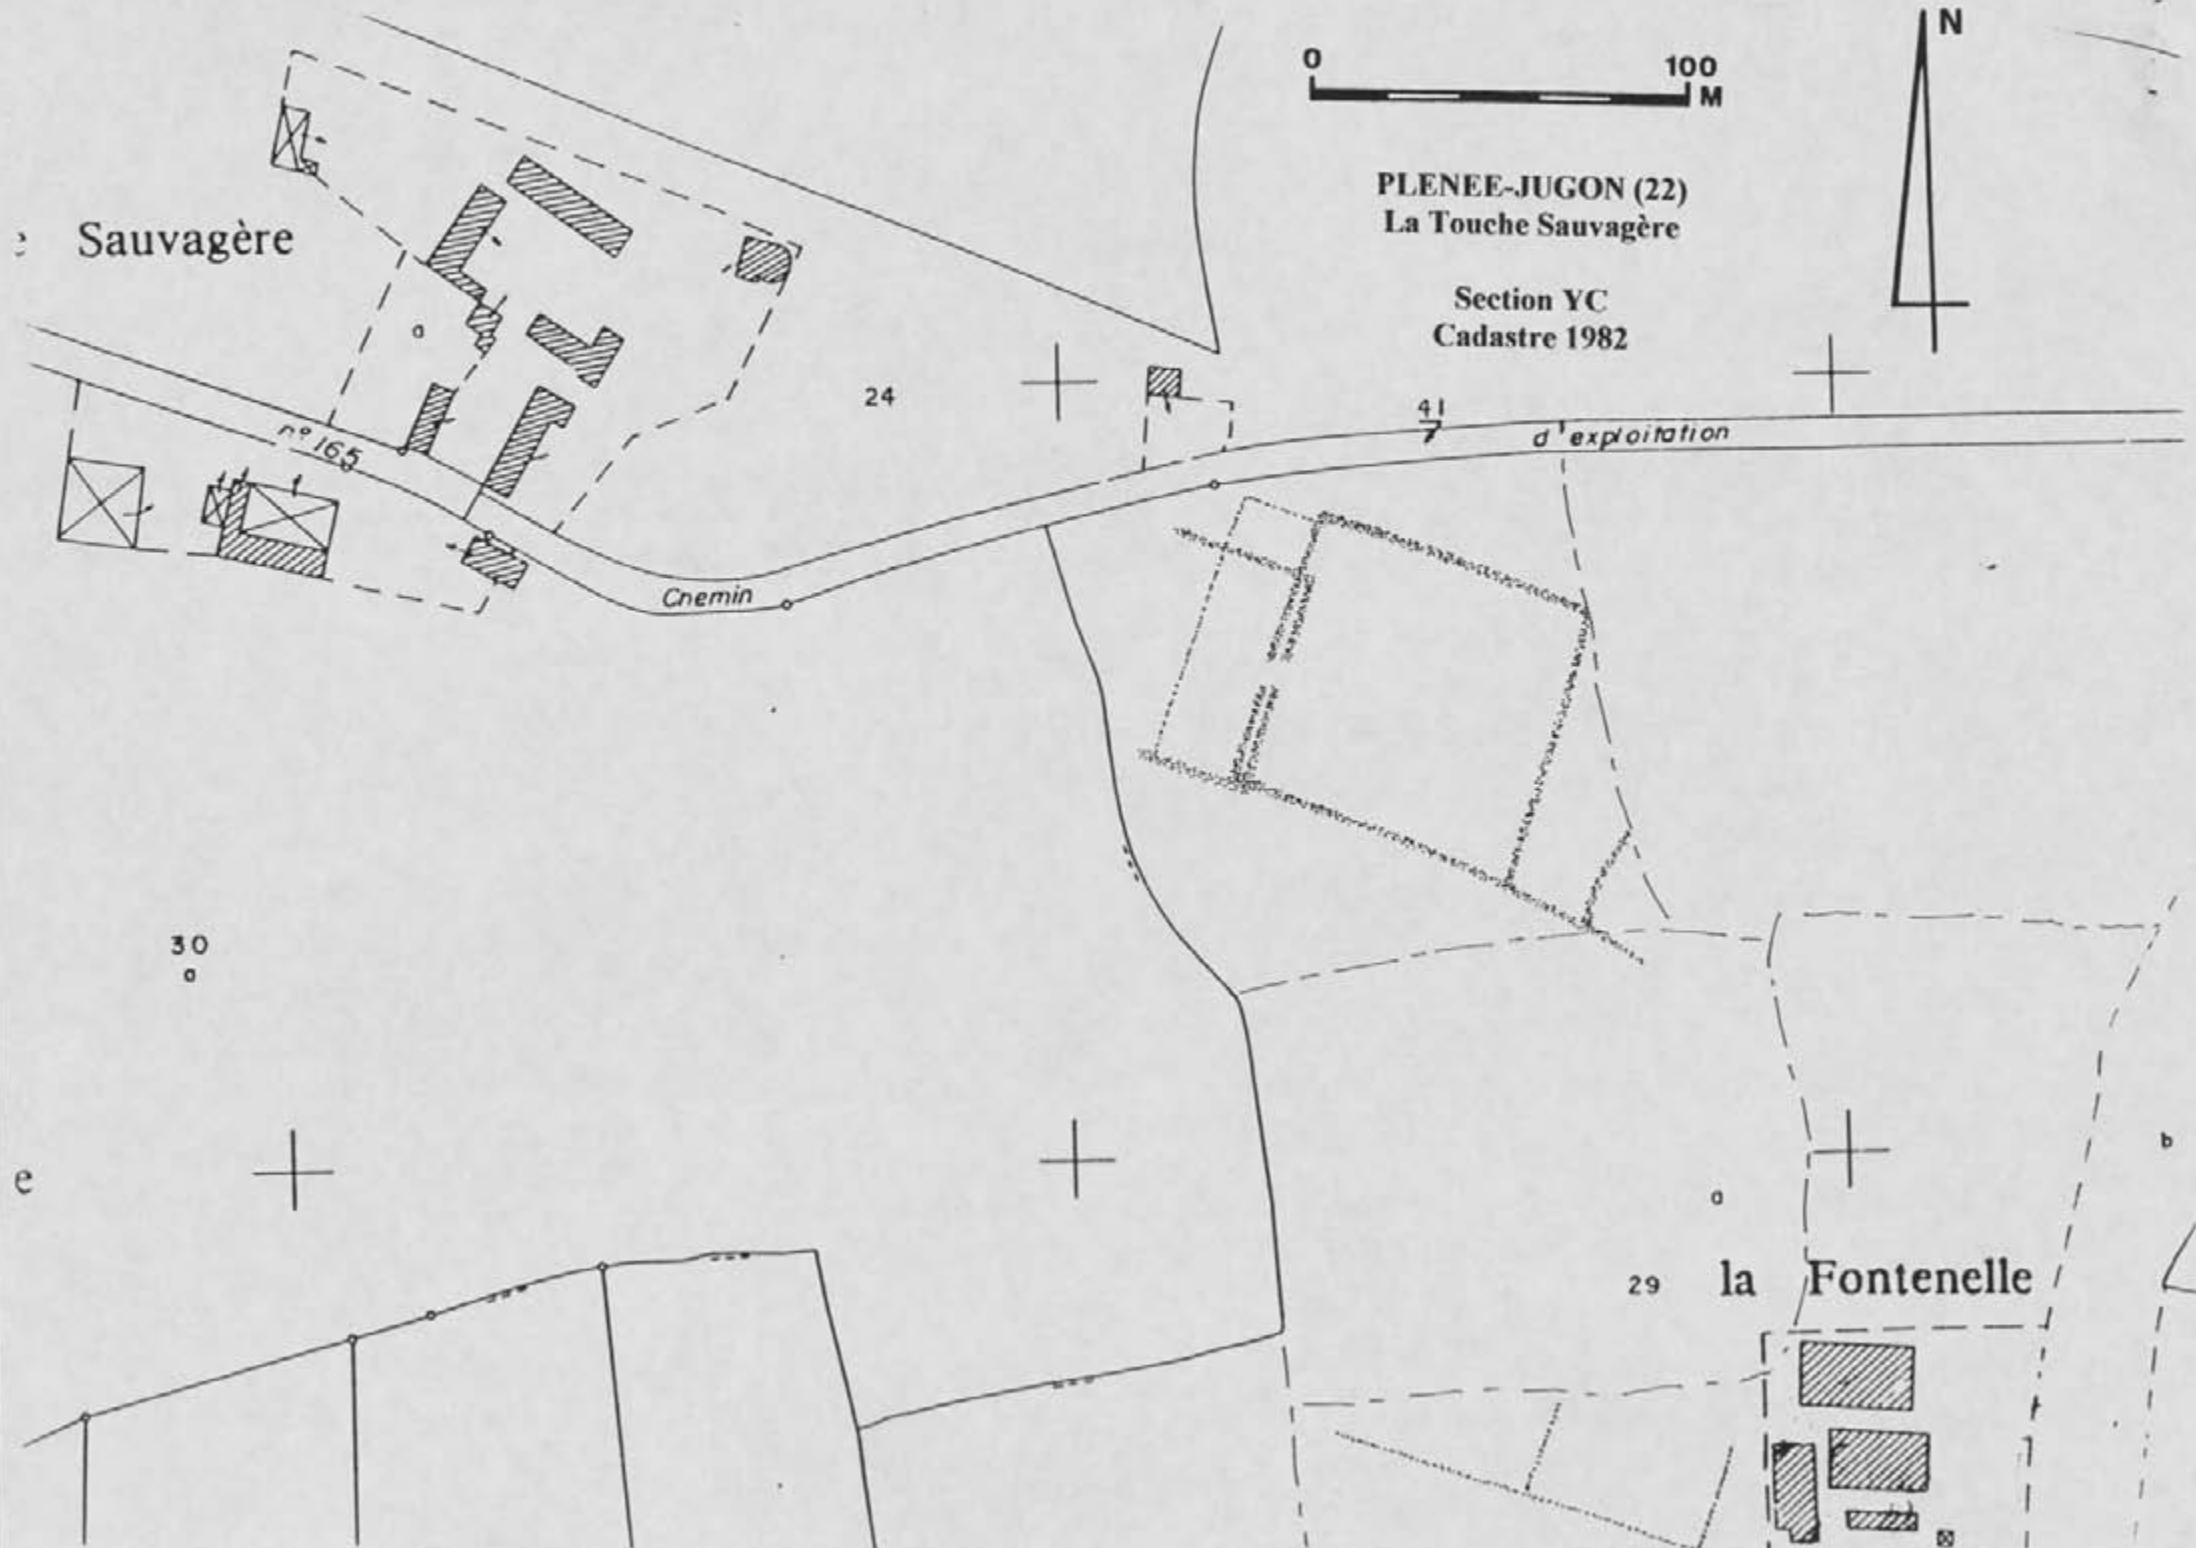 N
0 100
M
PLENEE-JUGON (22)
La Touche Sauvagère
Section YC
Cadastre 1982
Sauvagère
a
24
41
7
d'exploitation
n° 165
Cnemin
30
a
e
b
a
29 la Fontenelle